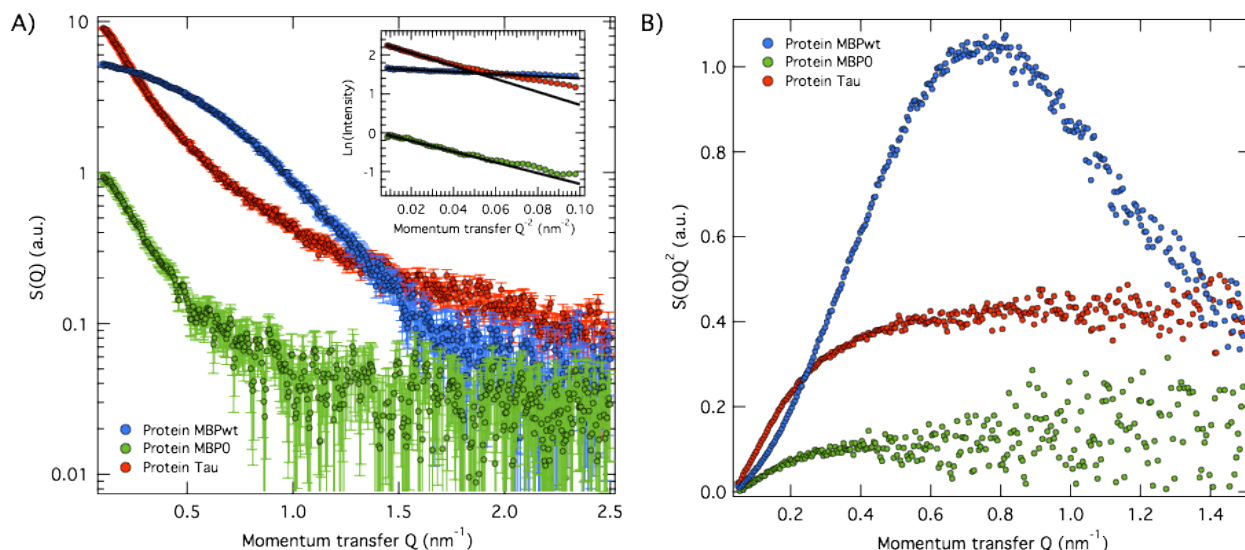 A)
S(Q) (a.u.)
10
1
0.1
0.01
0.5
1.0
1.5
2.0
2.5
Momentum transfer Q (nm⁻¹)
Protein MBPwt
Protein MBP0
Protein Tau
Ln(Intensity)
2
1
0
-1
0.02
0.04
0.06
0.08
0.10
Momentum transfer Q⁻² (nm⁻²)
B)
S(Q)Q² (a.u.)
1.0
0.8
0.6
0.4
0.2
0.0
0.2
0.4
0.6
0.8
1.0
1.2
1.4
Momentum transfer Q (nm⁻¹)
Protein MBPwt
Protein MBP0
Protein Tau